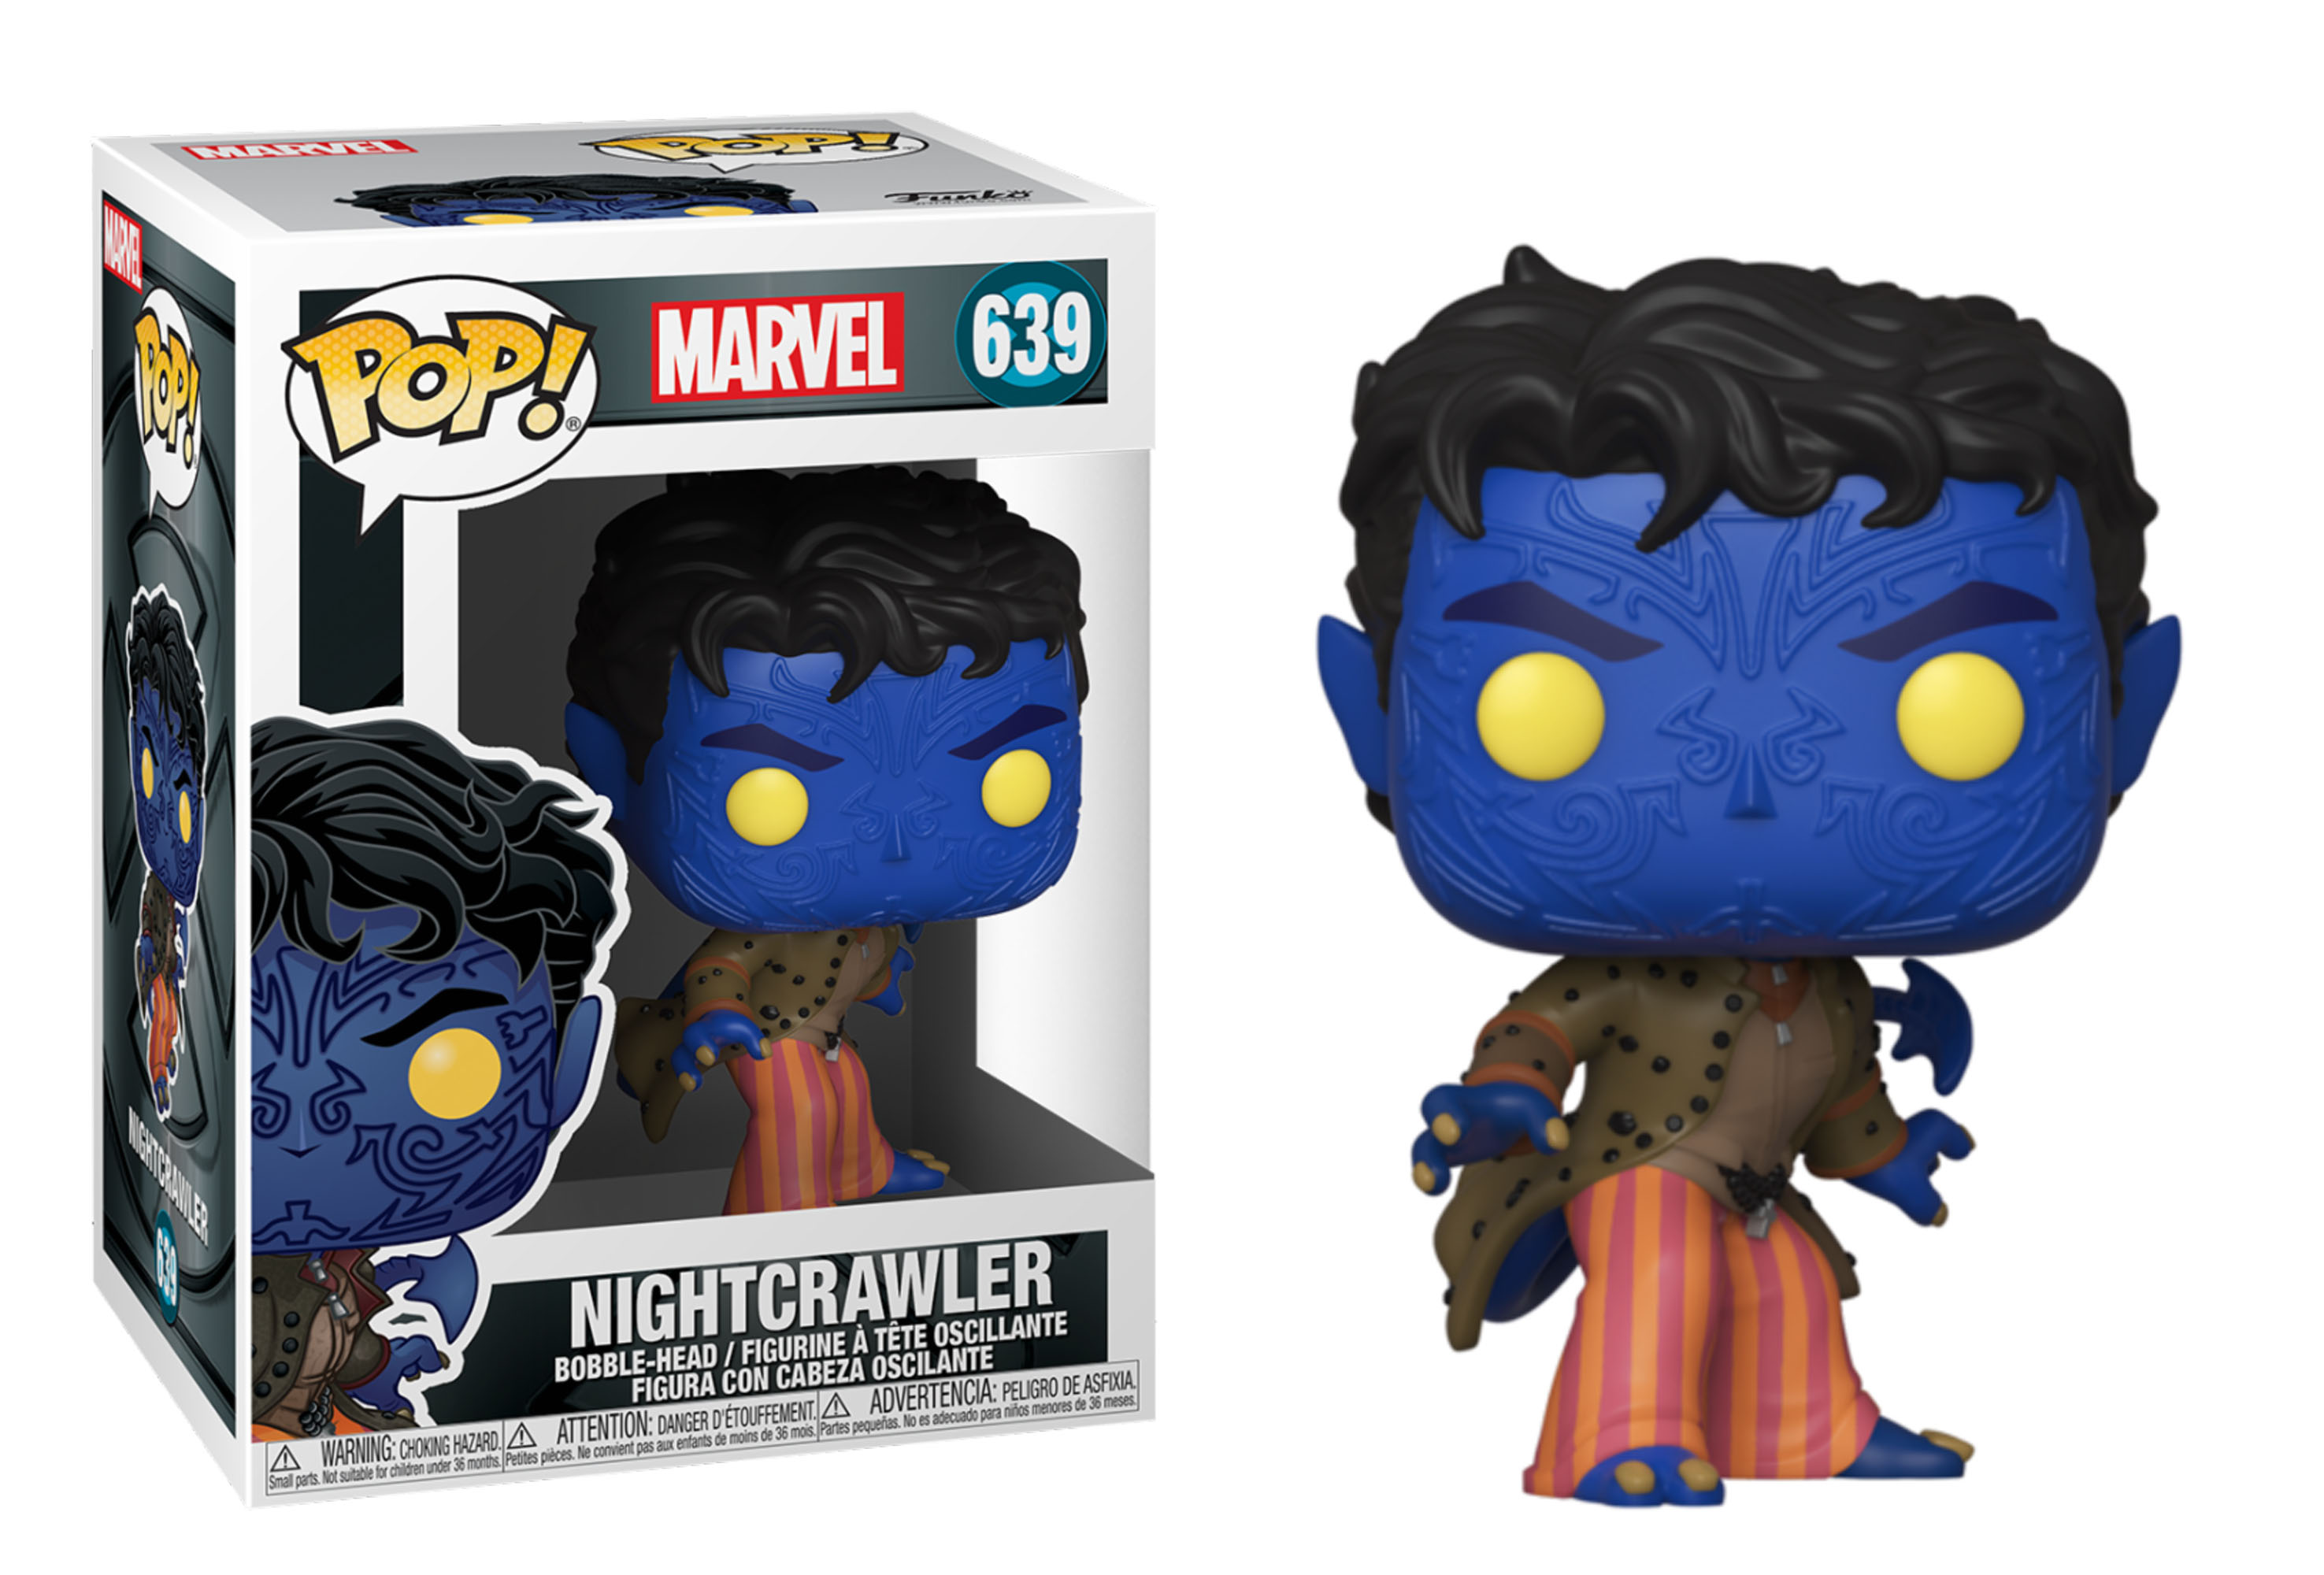 MARVEL
POP!
Funko
MARVEL
POP!
NIGHTCRAWLER
639
POP!®
MARVEL
639
NIGHTCRAWLER
BOBBLE-HEAD / FIGURINE À TÊTE OSCILLANTE
FIGURA CON CABEZA OSCILANTE
WARNING: CHOKING HAZARD.
Small parts. Not suitable for children under 36 months.
ATTENTION: DANGER D'ÉTOUFFEMENT.
Petites pièces. Ne convient pas aux enfants de moins de 36 mois.
ADVERTENCIA: PELIGRO DE ASFIXIA.
Partes pequeñas. No es adecuado para niños menores de 36 meses.